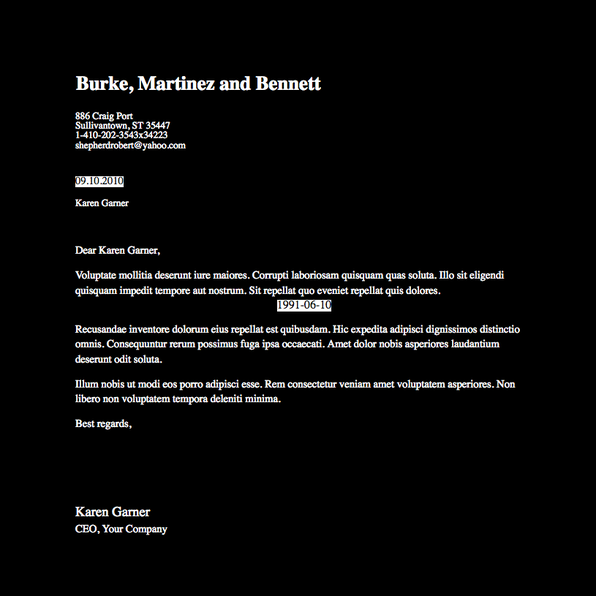 Burke, Martinez and Bennett
886 Craig Port
Sullivantown, ST 35447
1-410-202-3543x34223
shepherdrobert@yahoo.com
09.10.2010
Karen Garner
Dear Karen Garner,
Voluptate mollitia deserunt iure maiores. Corrupti laboriosam quisquam quas soluta. Illo sit eligendi
quisquam impedit tempore aut nostrum. Sit repellat quo eveniet repellat quis dolores.
1991-06-10
Recusandae inventore dolorum eius repellat est quibusdam. Hic expedita adipisci dignissimos distinctio
omnis. Consequuntur rerum possimus fuga ipsa occaecati. Amet dolor nobis asperiores laudantium
deserunt odit soluta.
Illum nobis ut modi eos porro adipisci esse. Rem consectetur veniam amet voluptatem asperiores. Non
libero non voluptatem tempora deleniti minima.
Best regards,
Karen Garner
CEO, Your Company